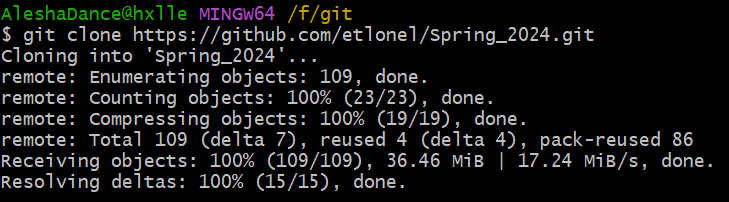 AleshaDance@hxlle MINGW64 /f/git
$ git clone https://github.com/etlonel/Spring_2024.git
Cloning into 'Spring_2024'...
remote: Enumerating objects: 109, done.
remote: Counting objects: 100% (23/23), done.
remote: Compressing objects: 100% (19/19), done.
remote: Total 109 (delta 7), reused 4 (delta 4), pack-reused 86
Receiving objects: 100% (109/109), 36.46 MiB | 17.24 MiB/s, done.
Resolving deltas: 100% (15/15), done.